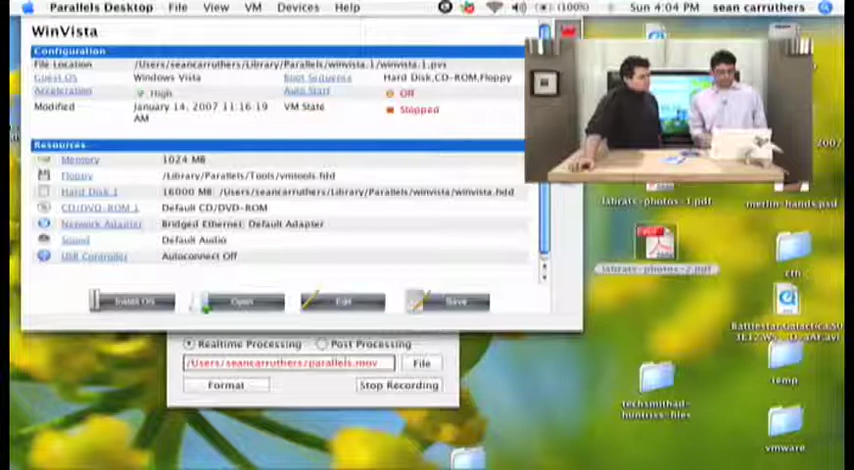 Parallels Desktop File View VM Devices Help (100%) Sun 4:04 PM sean carruthers
WinVista
Configuration
File Location /Users/seancarruthers/Library/Parallels/winvista.1/winvista.1.pvs
Guest OS Windows Vista Boot Sequence Hard Disk,CD-ROM,Floppy
Acceleration High Auto Start Off
Modified January 14, 2007 11:16:19 AM VM State Stopped
Resources
Memory 1024 MB
Floppy /Library/Parallels/Tools/vmtools.fdd
Hard Disk 1 16000 MB /Users/seancarruthers/Library/Parallels/winvista/winvista.hdd
CD/DVD-ROM 1 Default CD/DVD-ROM
Network Adapter Bridged Ethernet: Default Adapter
Sound Default Audio
USB Controller Autoconnect Off
Install OS Open Edit Save
Realtime Processing Post Processing
/Users/seancarruthers/parallels.mov File
Format Stop Recording
2007
labrats-photos-1.pdf merlin-hands.psd
labrats-photos-2.pdf
PDF
temp
techsmithad-
huntriss-files
vmware